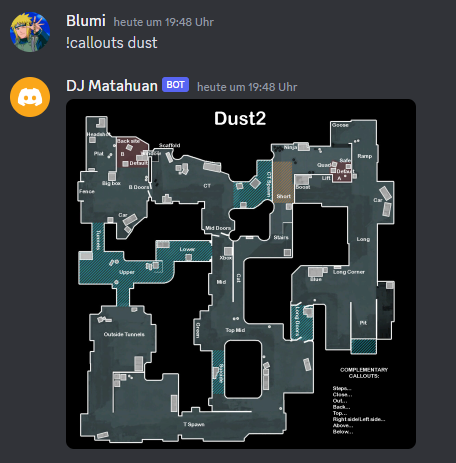 Blumi heute um 19:48 Uhr
!callouts dust
DJ Matahuan BOT heute um 19:48 Uhr
Dust2
Goose
Headshot
Back site
Scaffold
Ninja
Plat
B
Default
Window
Quad
Safe
Ramp
Default
A
Lift
Big box
B Doors
CT
CT Spawn
Boost
Short
Fence
Car
Car
Mid Doors
Tunnels
Lower
Xbox
Stairs
Long
Upper
Mid
Cat
Blue
Long Corner
Outside Tunnels
Green
Top Mid
Long Doors
Pit
Suicide
T Spawn
COMPLEMENTARY
CALLOUTS:
Steps...
Close...
Out...
Back...
Top...
Right side/Left side...
Above...
Below...